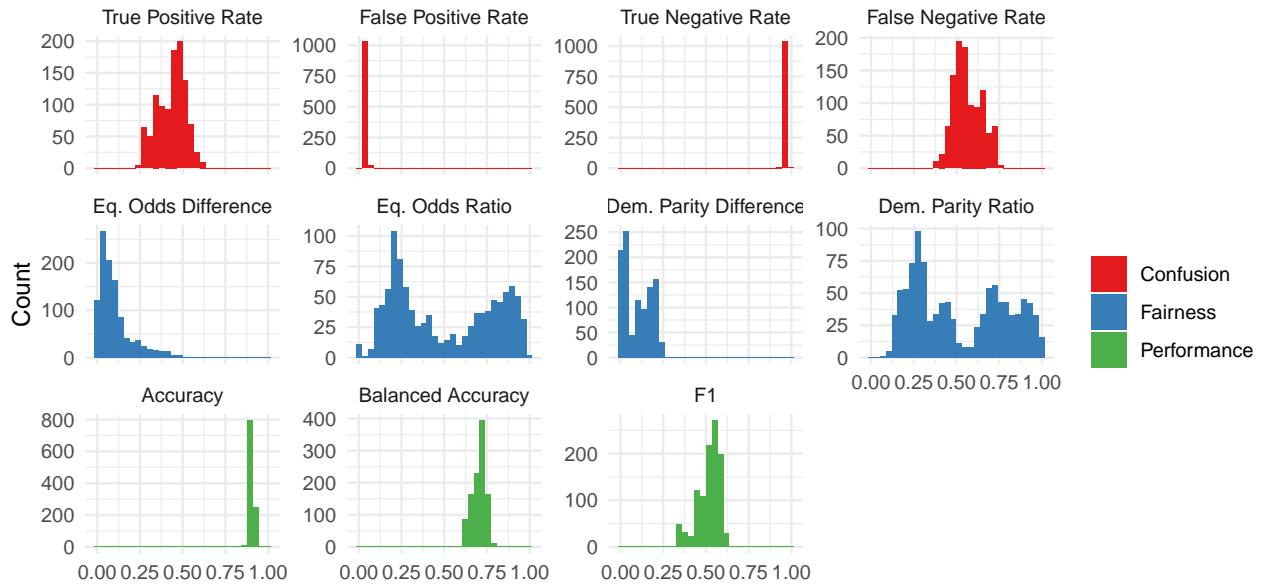 True Positive Rate
False Positive Rate
True Negative Rate
False Negative Rate
200
150
100
50
0
1000
750
500
250
0
1000
750
500
250
0
200
150
100
50
0
Eq. Odds Difference
Eq. Odds Ratio
Dem. Parity Difference
Dem. Parity Ratio
Count
200
100
0
100
75
50
25
0
250
200
150
100
50
0
100
75
50
25
0
0.00 0.25 0.50 0.75 1.00
Confusion
Fairness
Performance
Accuracy
Balanced Accuracy
F1
800
600
400
200
0
400
300
200
100
0
200
100
0
0.00 0.25 0.50 0.75 1.00
0.00 0.25 0.50 0.75 1.00
0.00 0.25 0.50 0.75 1.00